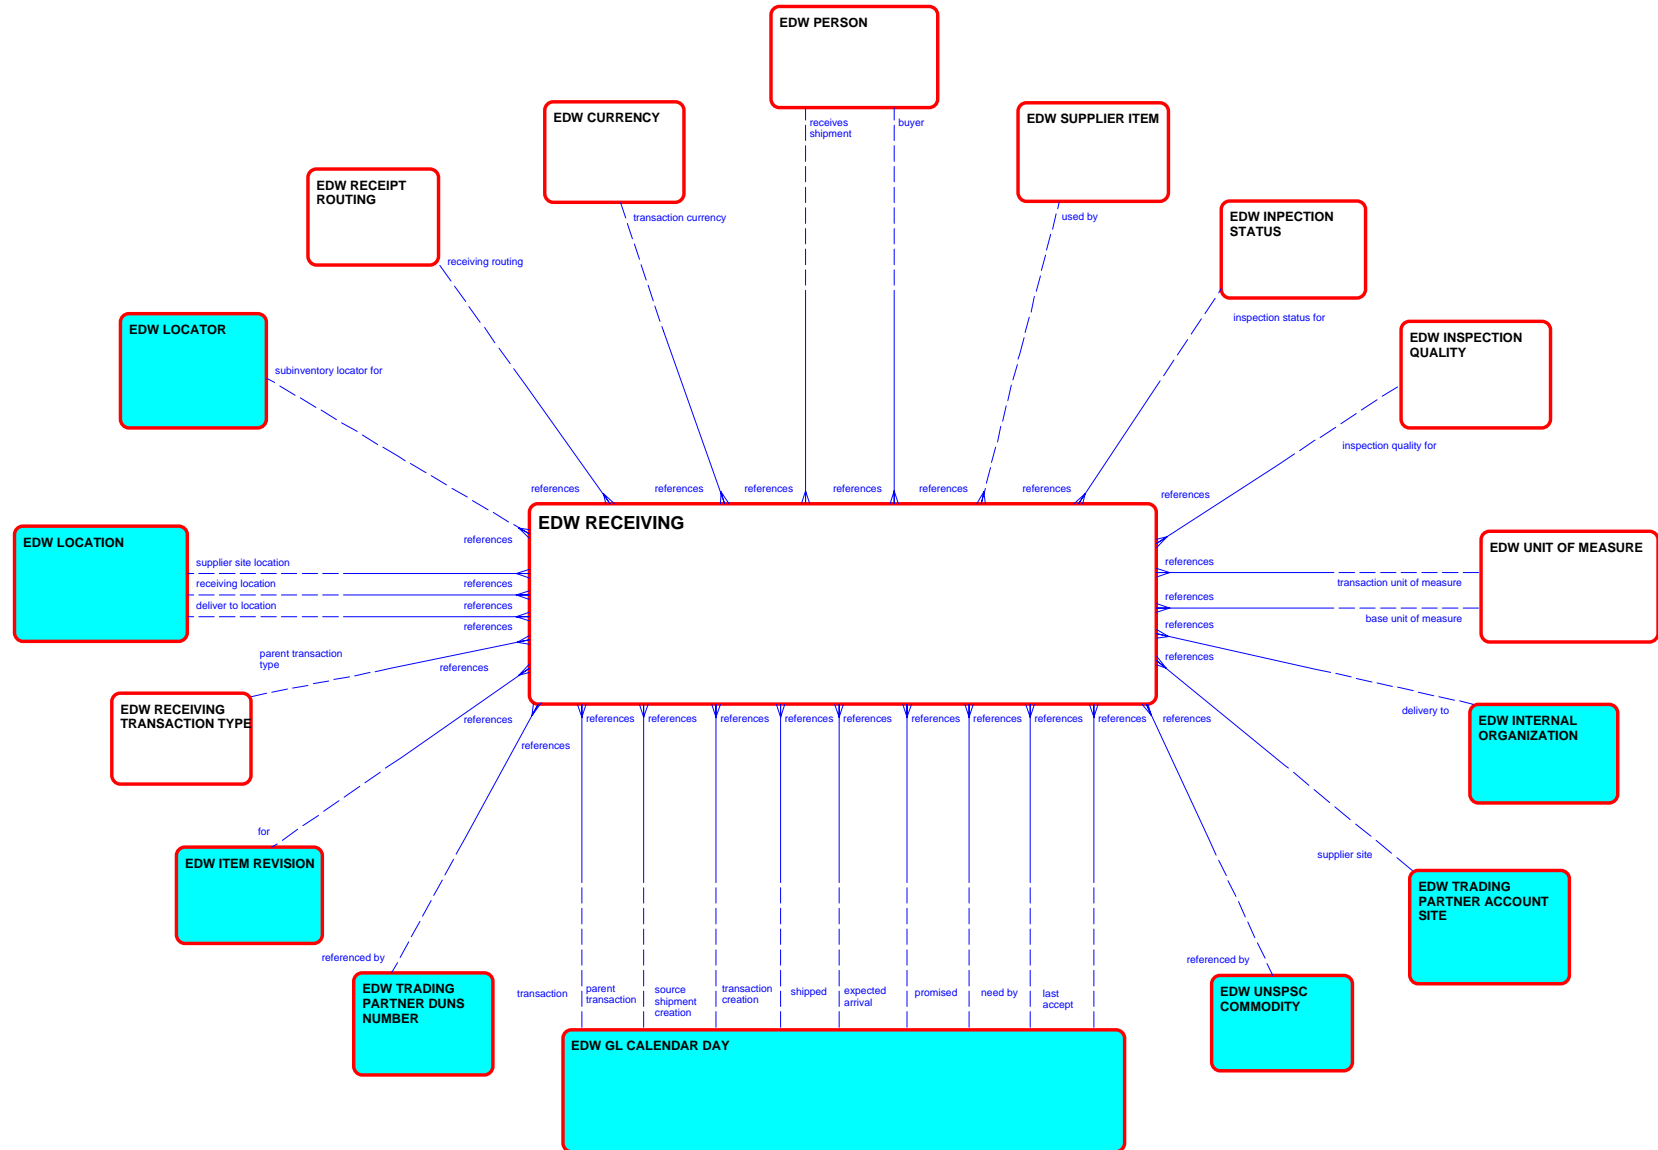 EDW PERSON
receives
shipment
buyer
EDW CURRENCY
transaction currency
EDW SUPPLIER ITEM
used by
EDW RECEIPT
ROUTING
receiving routing
EDW INPECTION
STATUS
inspection status for
EDW LOCATOR
subinventory locator for
EDW INSPECTION
QUALITY
inspection quality for
references
references
references
references
references
references
references
references
EDW RECEIVING
EDW LOCATION
supplier site location
receiving location
deliver to location
references
references
references
references
references
references
references
references
EDW UNIT OF MEASURE
transaction unit of measure
base unit of measure
parent transaction
type
references
EDW RECEIVING
TRANSACTION TYPE
references
references
references
references
references
references
references
references
references
references
references
references
delivery to
EDW INTERNAL
ORGANIZATION
for
EDW ITEM REVISION
supplier site
EDW TRADING
PARTNER ACCOUNT
SITE
referenced by
EDW TRADING
PARTNER DUNS
NUMBER
transaction
parent
transaction
source
shipment
creation
transaction
creation
shipped
expected
arrival
promised
need by
last
accept
referenced by
EDW UNSPSC
COMMODITY
EDW GL CALENDAR DAY